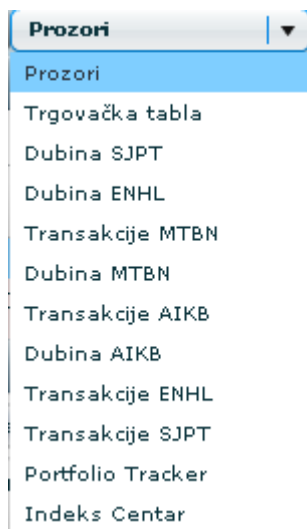 Prozori
Prozori
Trgovačka tabla
Dubina SJPT
Dubina ENHL
Transakcije MTBN
Dubina MTBN
Transakcije AIKB
Dubina AIKB
Transakcije ENHL
Transakcije SJPT
Portfolio Tracker
Indeks Centar